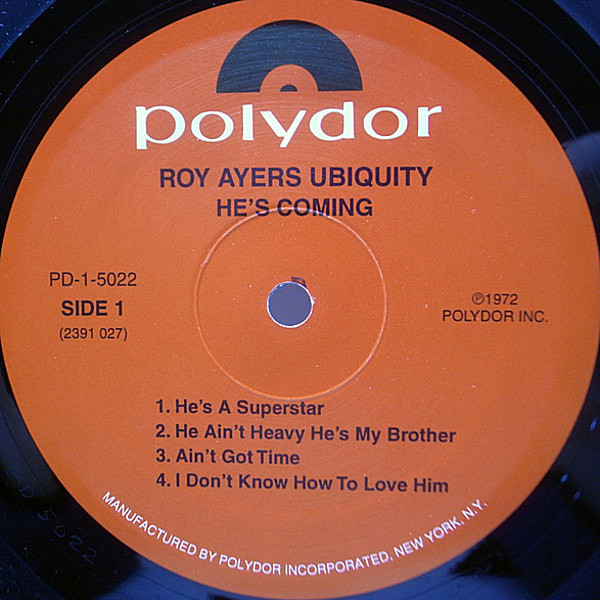 polydor
ROY AYERS UBIQUITY
HE'S COMING
PD-1-5022
SIDE 1
(2391 027)
℗1972
POLYDOR INC.
1. He's A Superstar
2. He Ain't Heavy He's My Brother
3. Ain't Got Time
4. I Don't Know How To Love Him
MANUFACTURED BY POLYDOR INCORPORATED, NEW YORK, N.Y.